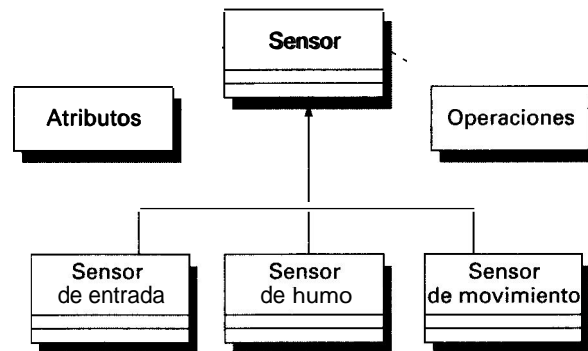 Sensor
Atributos
Operaciones
Sensor
de entrada
Sensor
de humo
Sensor
de movimiento